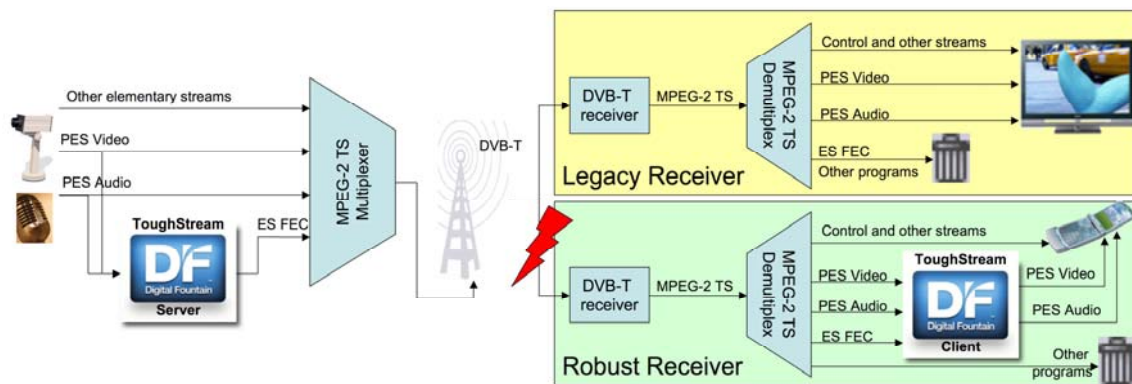 Other elementary streams
PES Video
PES Audio
ToughStream
DF
Digital Fountain
Server
ES FEC
MPEG-2 TS
Multiplexer
DVB-T
DVB-T
receiver
MPEG-2 TS
MPEG-2 TS
Demultiplex
Control and other streams
PES Video
PES Audio
ES FEC
Other programs
Legacy Receiver
DVB-T
receiver
MPEG-2 TS
MPEG-2 TS
Demultiplex
Control and other streams
PES Video
PES Audio
ES FEC
ToughStream
DF
Digital Fountain
Client
PES Video
PES Audio
Other
programs
Robust Receiver